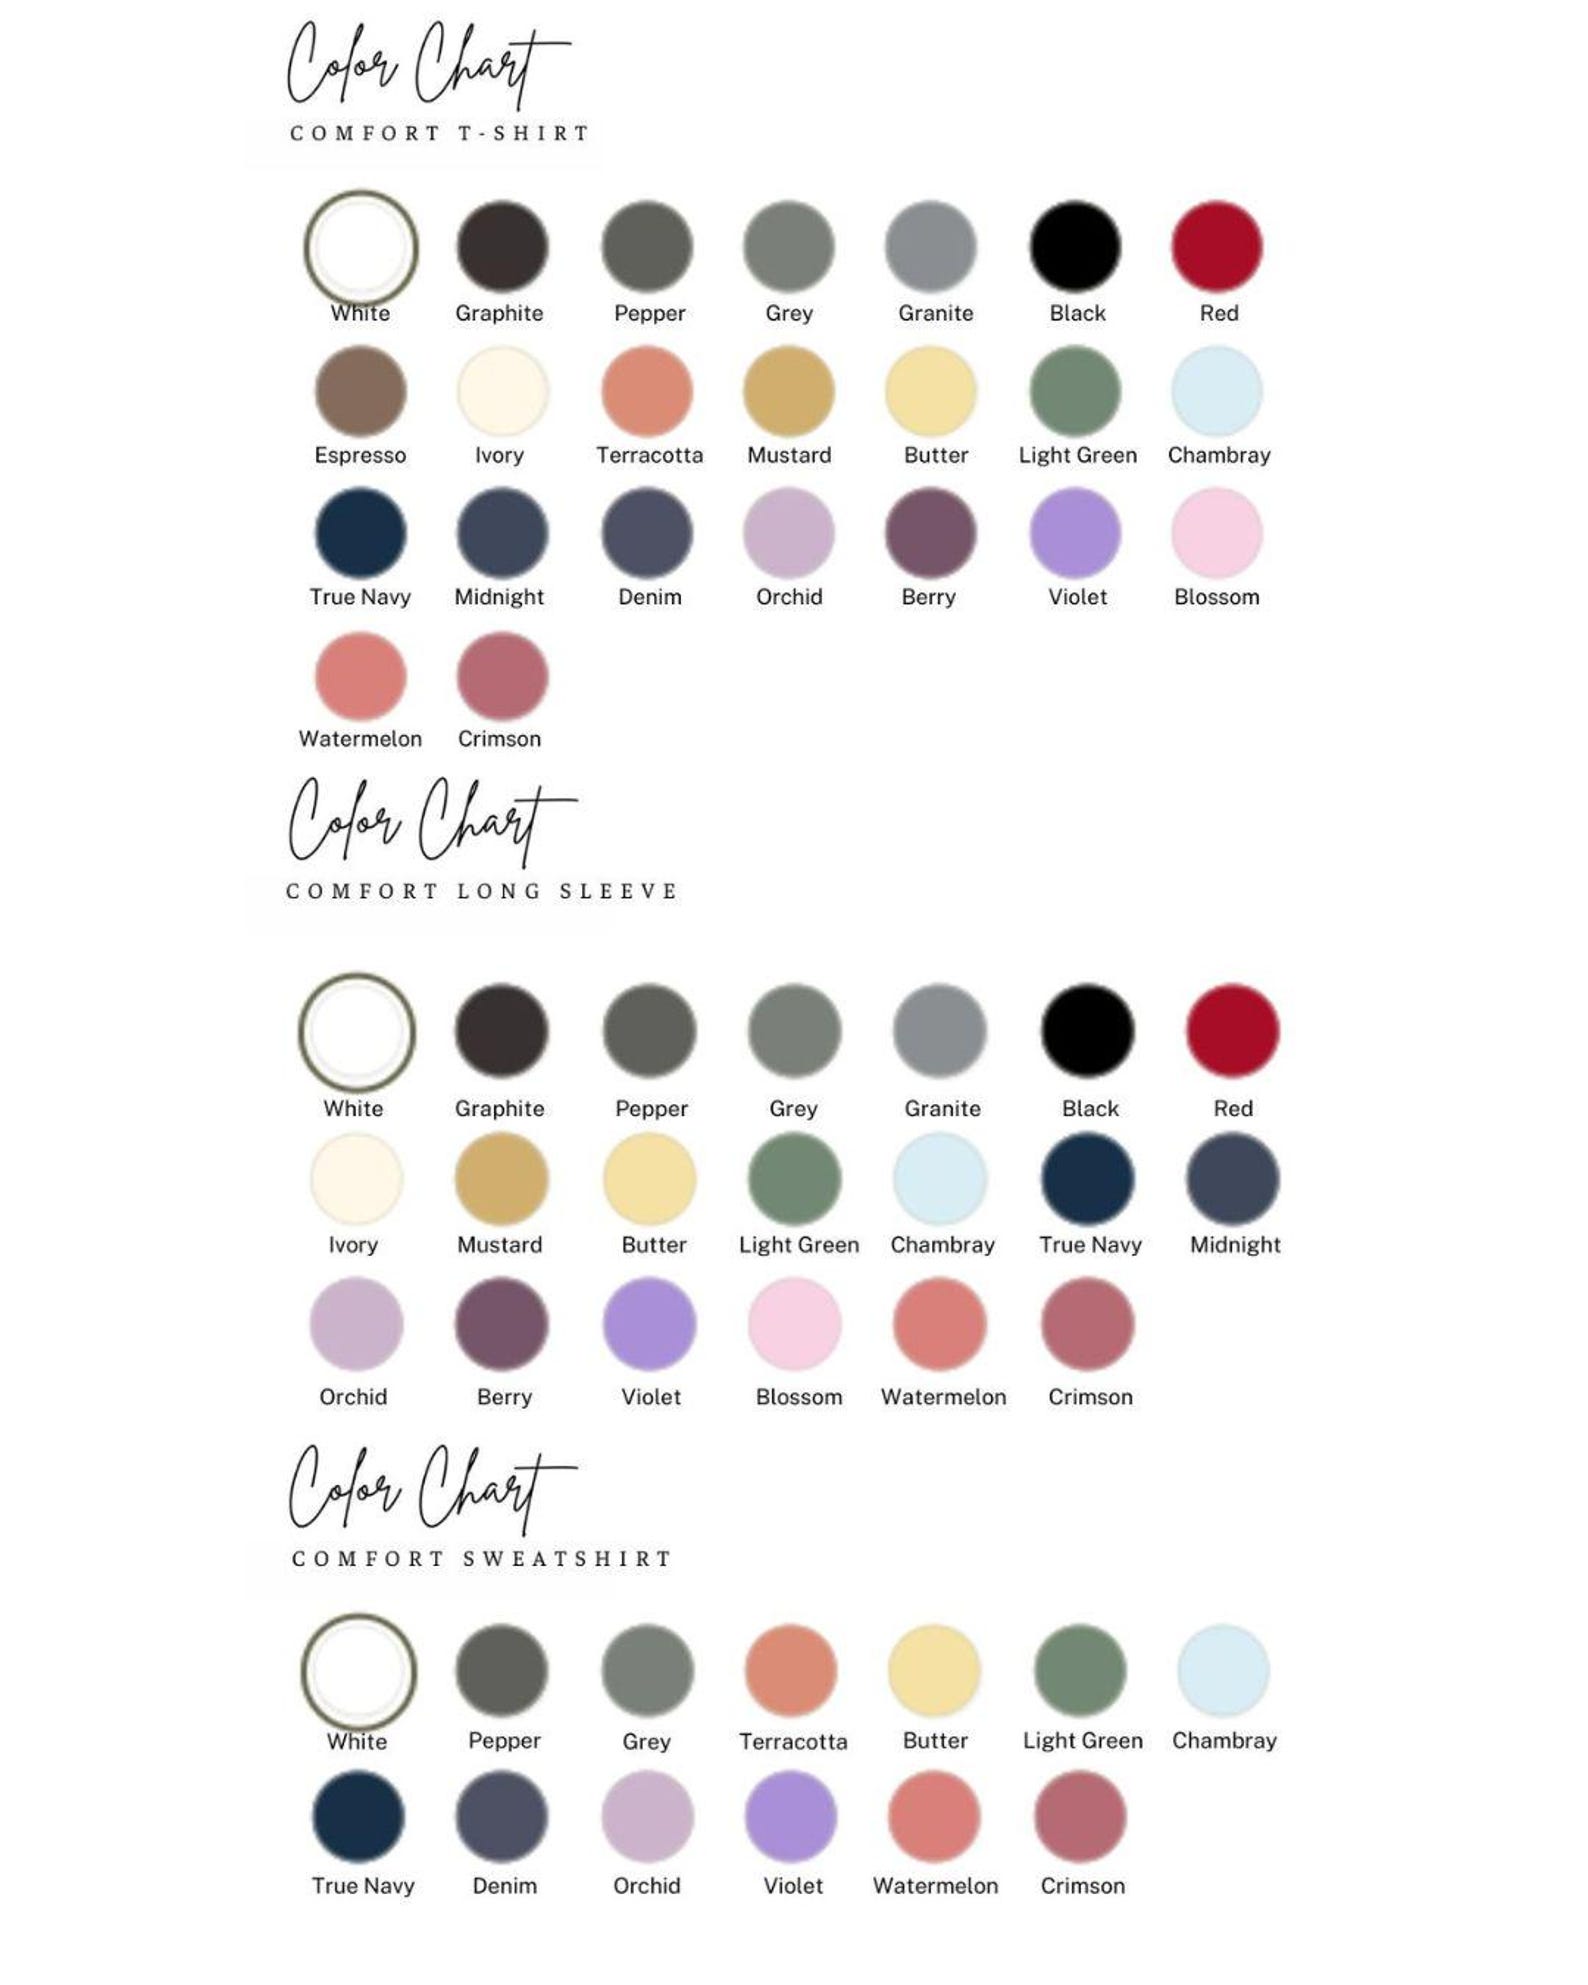 Color Chart
COMFORT T-SHIRT
White Graphite Pepper Grey Granite Black Red
Espresso Ivory Terracotta Mustard Butter Light Green Chambray
True Navy Midnight Denim Orchid Berry Violet Blossom
Watermelon Crimson
Color Chart
COMFORT LONG SLEEVE
White Graphite Pepper Grey Granite Black Red
Ivory Mustard Butter Light Green Chambray True Navy Midnight
Orchid Berry Violet Blossom Watermelon Crimson
Color Chart
COMFORT SWEATSHIRT
White Pepper Grey Terracotta Butter Light Green Chambray
True Navy Denim Orchid Violet Watermelon Crimson